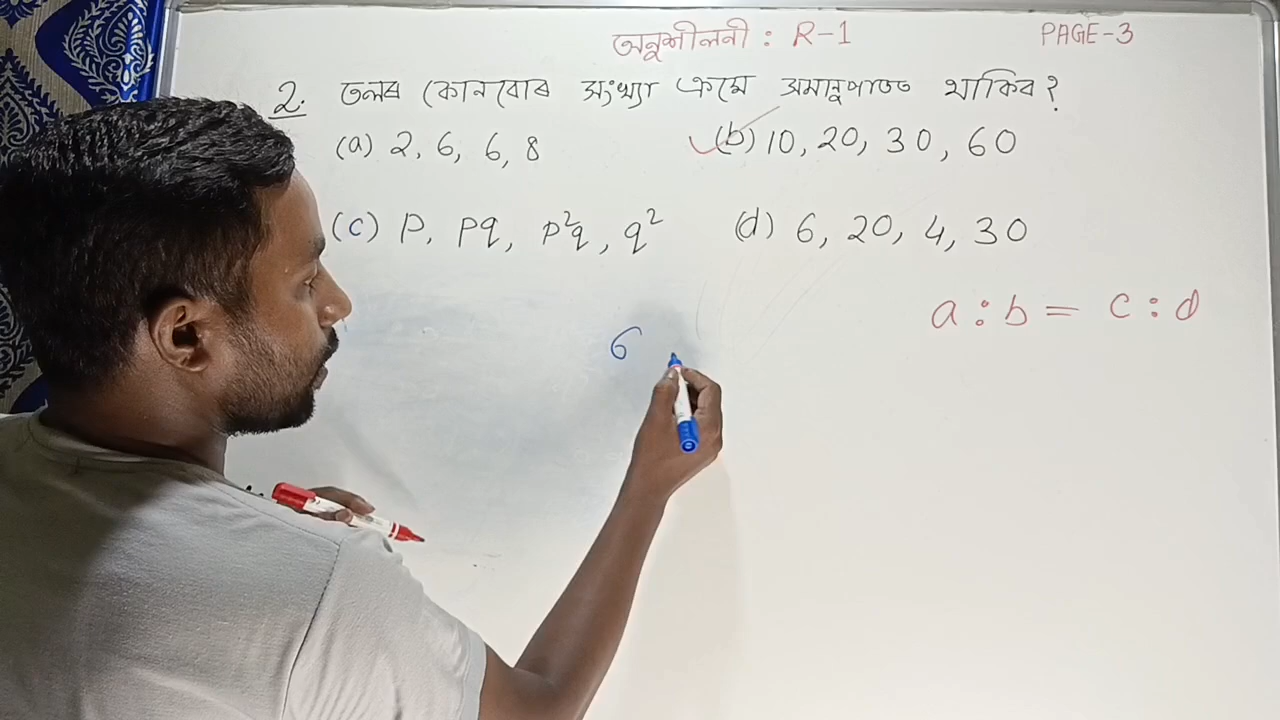 অনুশীলনী : R-1 PAGE-3
2. তলৰ কোনবোৰ সংখ্যা ক্ৰমে সমানুপাতত থাকিব ?
(a) 2, 6, 6, 8 (b) 10, 20, 30, 60
(c) p, pq, p²q, q² (d) 6, 20, 4, 30
a : b = c : d
6